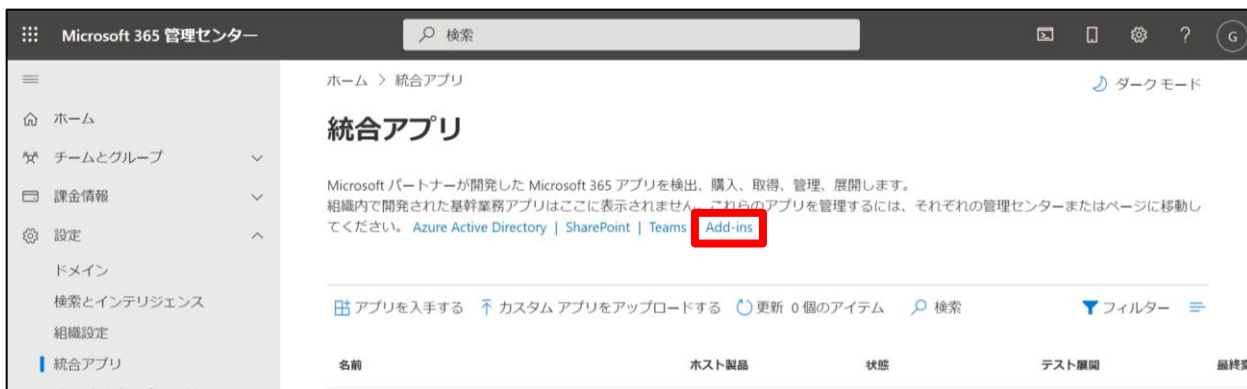 Microsoft 365 管理センター
検索
G
ホーム > 統合アプリ
ダーク モード
ホーム
チームとグループ
課金情報
設定
ドメイン
検索とインテリジェンス
組織設定
統合アプリ
統合アプリ
Microsoft パートナーが開発した Microsoft 365 アプリを検出、購入、取得、管理、展開します。
組織内で開発された基幹業務アプリはここに表示されません。これらのアプリを管理するには、それぞれの管理センターまたはページに移動し
てください。 Azure Active Directory | SharePoint | Teams Add-ins
アプリを入手する カスタム アプリをアップロードする 更新 0 個のアイテム 検索 フィルター
名前 ホスト製品 状態 テスト展開